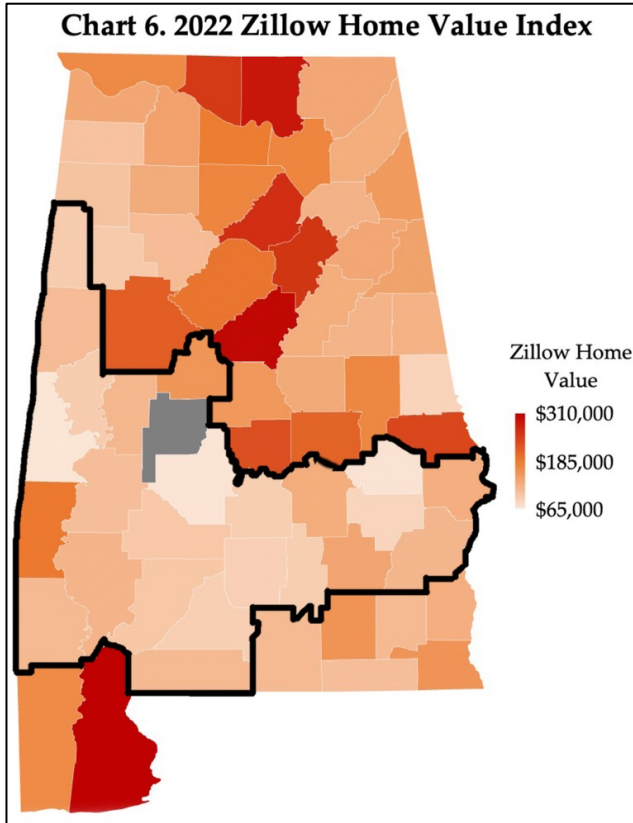 Chart 6. 2022 Zillow Home Value Index
Zillow Home
Value
$310,000
$185,000
$65,000